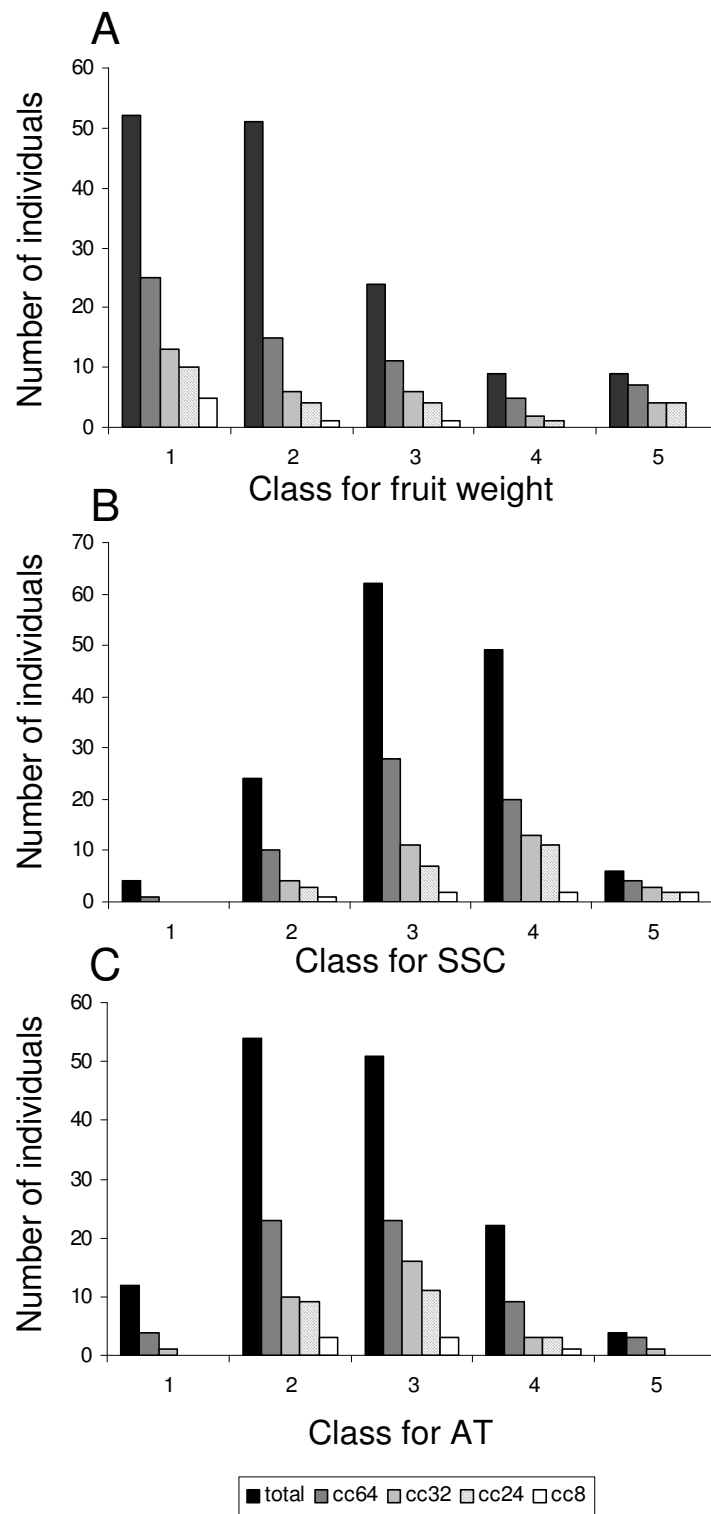 A
Number of individuals
60
50
40
30
20
10
0
1 2 3 4 5
Class for fruit weight
B
Number of individuals
70
60
50
40
30
20
10
0
1 2 3 4 5
Class for SSC
C
Number of individuals
60
50
40
30
20
10
0
1 2 3 4 5
Class for AT
total cc64 cc32 cc24 cc8